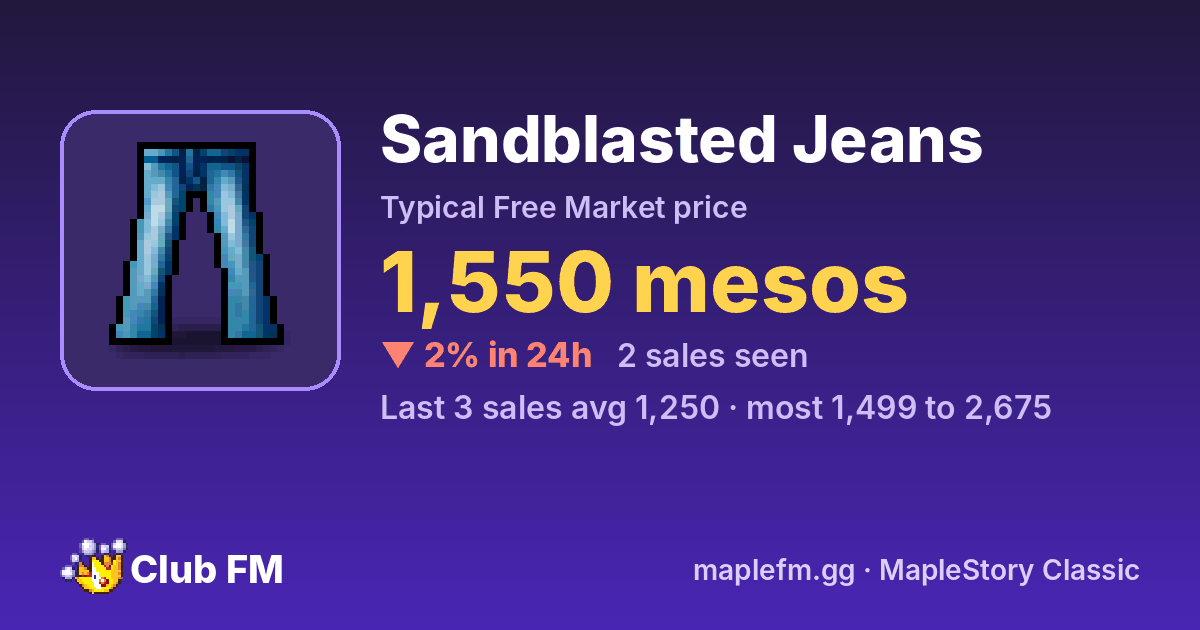 Sandblasted Jeans
Typical Free Market price
1,550 mesos
▼ 2% in 24h 2 sales seen
Last 3 sales avg 1,250 · most 1,499 to 2,675
Club FM
maplefm.gg · MapleStory Classic